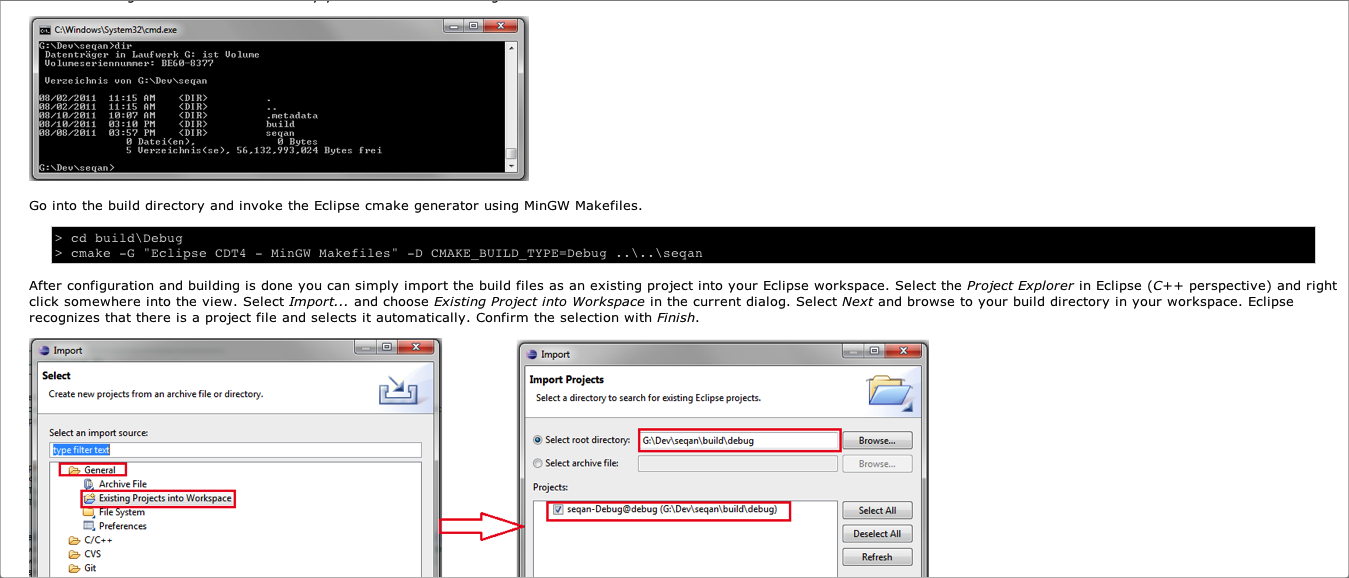 C:\Windows\System32\cmd.exe
G:\Dev\seqan>dir
Datenträger in Laufwerk G: ist Volume
Volumeseriennummer: BE60-8377
Verzeichnis von G:\Dev\seqan
08/02/2011 11:15 AM <DIR> .
08/02/2011 11:15 AM <DIR> ..
08/10/2011 10:07 AM <DIR> .metadata
08/10/2011 03:10 PM <DIR> build
08/08/2011 03:57 PM <DIR> seqan
0 Datei(en), 0 Bytes
5 Verzeichnis(se), 56,132,993,024 Bytes frei
G:\Dev\seqan>
Go into the build directory and invoke the Eclipse cmake generator using MinGW Makefiles.
> cd build\Debug
> cmake -G "Eclipse CDT4 - MinGW Makefiles" -D CMAKE_BUILD_TYPE=Debug ..\..\seqan
After configuration and building is done you can simply import the build files as an existing project into your Eclipse workspace. Select the Project Explorer in Eclipse (C++ perspective) and right
click somewhere into the view. Select Import... and choose Existing Project into Workspace in the current dialog. Select Next and browse to your build directory in your workspace. Eclipse
recognizes that there is a project file and selects it automatically. Confirm the selection with Finish.
Import
Select
Create new projects from an archive file or directory.
Select an import source:
type filter text
General
Archive File
Existing Projects into Workspace
File System
Preferences
C/C++
CVS
Git
Import
Import Projects
Select a directory to search for existing Eclipse projects.
Select root directory: G:\Dev\seqan\build\debug Browse...
Select archive file: Browse...
Projects:
seqan-Debug@debug (G:\Dev\seqan\build\debug)
Select All
Deselect All
Refresh